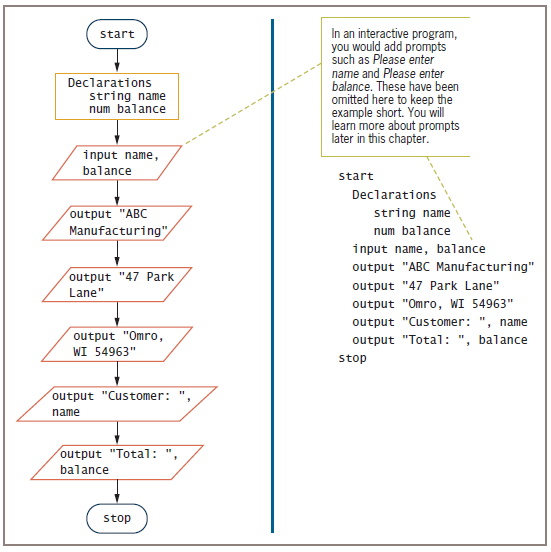 start
Declarations
string name
num balance
input name,
balance
output "ABC
Manufacturing"
output "47 Park
Lane"
output "Omro,
WI 54963"
output "Customer: ",
name
output "Total: ",
balance
stop
In an interactive program,
you would add prompts
such as Please enter
name and Please enter
balance. These have been
omitted here to keep the
example short. You will
learn more about prompts
later in this chapter.
start
Declarations
string name
num balance
input name, balance
output "ABC Manufacturing"
output "47 Park Lane"
output "Omro, WI 54963"
output "Customer: ", name
output "Total: ", balance
stop